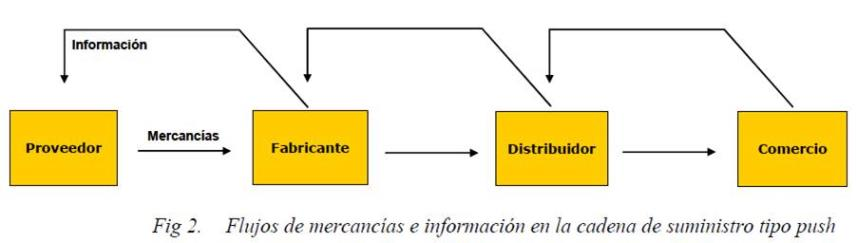 Información
Mercancías
Proveedor
Fabricante
Distribuidor
Comercio
Fig 2. Flujos de mercancías e información en la cadena de suministro tipo push